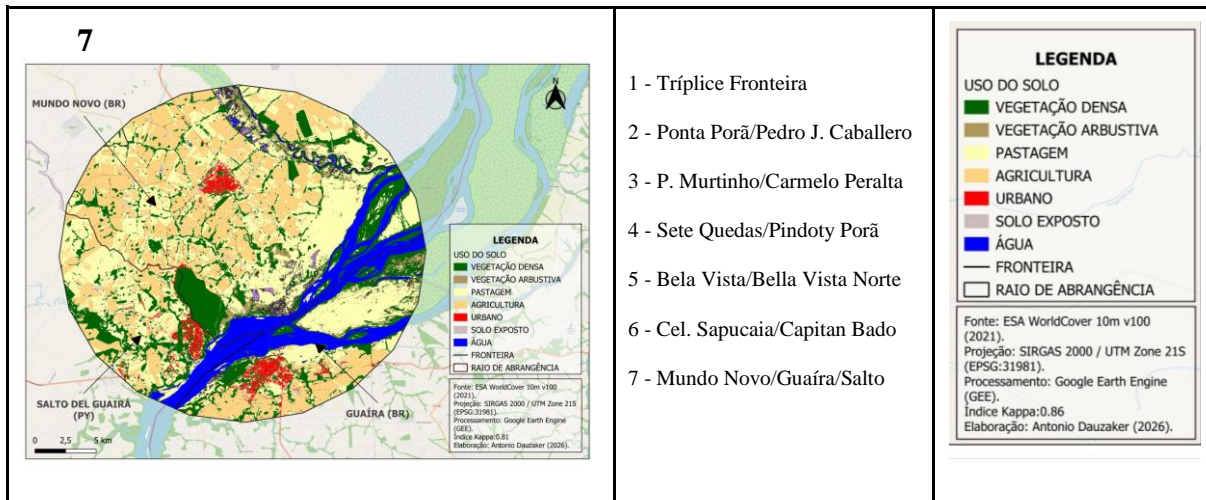 7
MUNDO NOVO (BR)
N
SALTO DEL GUAIRÁ
(PY)
GUAÍRA (BR)
0 2,5 5 km
LEGENDA
USO DO SOLO
VEGETAÇÃO DENSA
VEGETAÇÃO ARBUSTIVA
PASTAGEM
AGRICULTURA
URBANO
SOLO EXPOSTO
ÁGUA
FRONTEIRA
RAIO DE ABRANGÊNCIA
Fonte: ESA WorldCover 10m v100
(2021).
Projeção: SIRGAS 2000 / UTM Zone 21S
(EPSG:31981).
Processamento: Google Earth Engine
(GEE).
Índice Kappa:0.81
Elaboração: Antonio Dauzaker (2026).
1 - Tríplice Fronteira
2 - Ponta Porã/Pedro J. Caballero
3 - P. Murtinho/Carmelo Peralta
4 - Sete Quedas/Pindoty Porã
5 - Bela Vista/Bella Vista Norte
6 - Cel. Sapucaia/Capitan Bado
7 - Mundo Novo/Guaíra/Salto
LEGENDA
USO DO SOLO
VEGETAÇÃO DENSA
VEGETAÇÃO ARBUSTIVA
PASTAGEM
AGRICULTURA
URBANO
SOLO EXPOSTO
ÁGUA
FRONTEIRA
RAIO DE ABRANGÊNCIA
Fonte: ESA WorldCover 10m v100
(2021).
Projeção: SIRGAS 2000 / UTM Zone 21S
(EPSG:31981).
Processamento: Google Earth Engine
(GEE).
Índice Kappa:0.86
Elaboração: Antonio Dauzaker (2026).